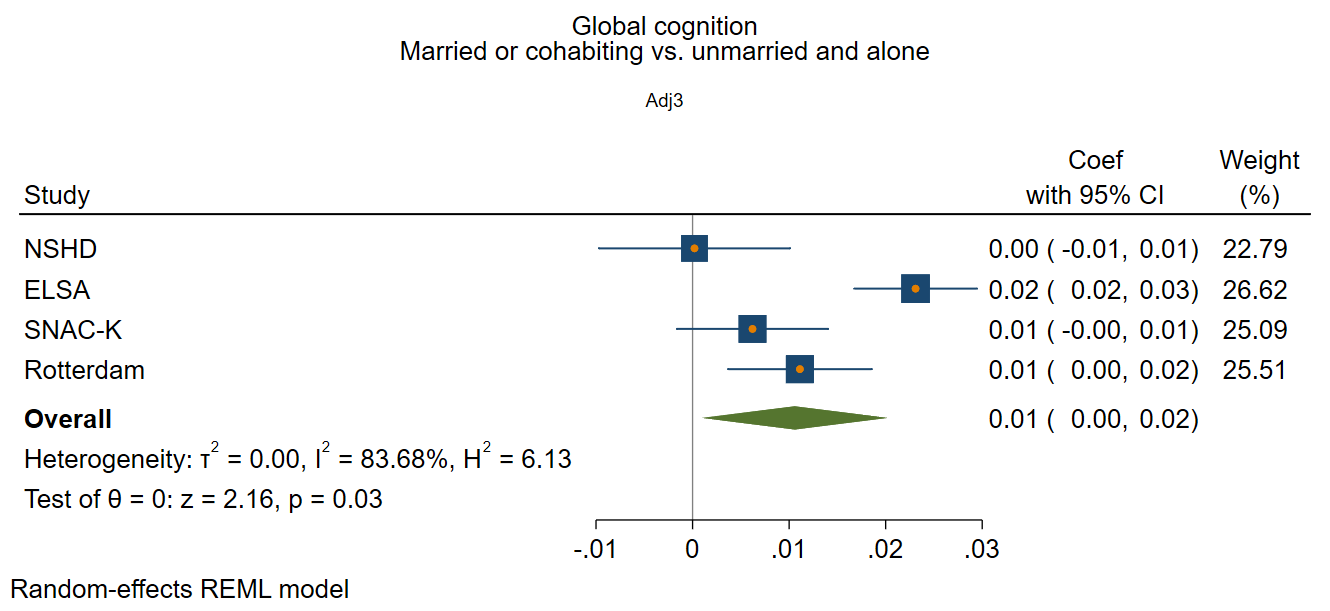 Global cognition
Married or cohabiting vs. unmarried and alone
Adj3
Coef Weight
Study with 95% CI (%)
NSHD 0.00 ( -0.01, 0.01) 22.79
ELSA 0.02 ( 0.02, 0.03) 26.62
SNAC-K 0.01 ( -0.00, 0.01) 25.09
Rotterdam 0.01 ( 0.00, 0.02) 25.51
Overall 0.01 ( 0.00, 0.02)
Heterogeneity: τ² = 0.00, I² = 83.68%, H² = 6.13
Test of θ = 0: z = 2.16, p = 0.03
-.01 0 .01 .02 .03
Random-effects REML model